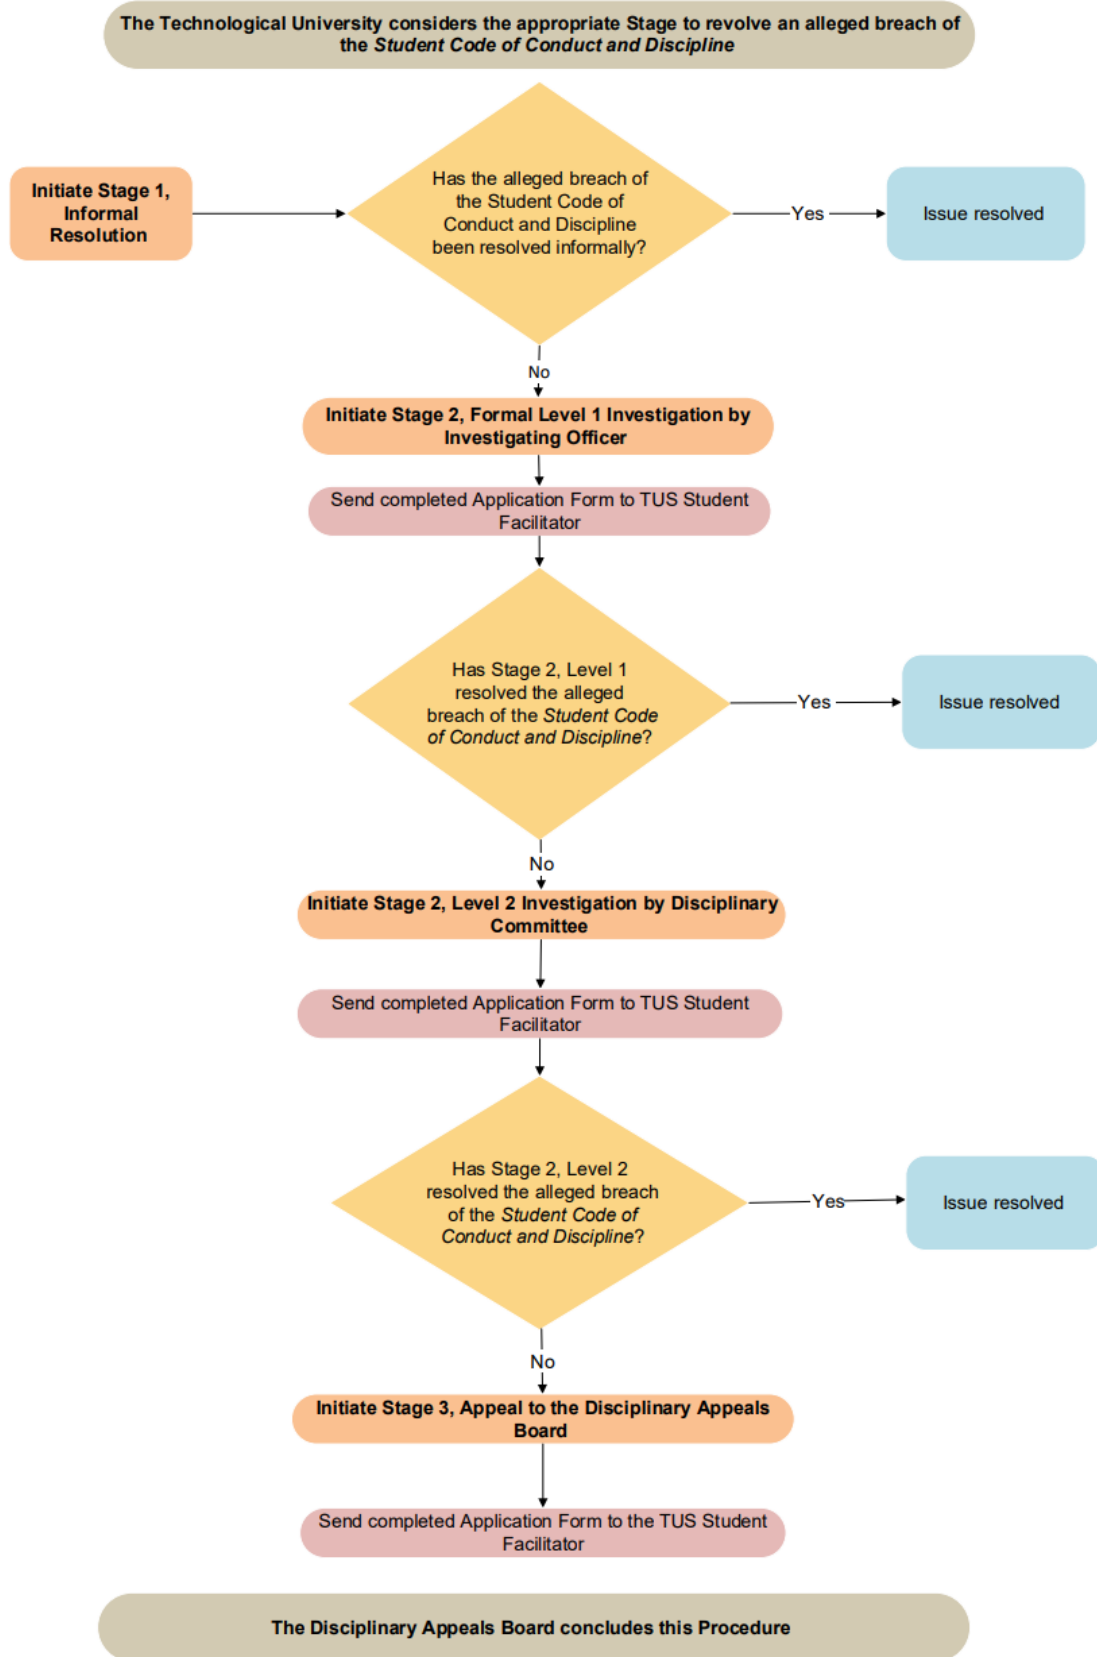 The Technological University considers the appropriate Stage to revolve an alleged breach of
the Student Code of Conduct and Discipline
Initiate Stage 1,
Informal
Resolution
Has the alleged breach of
the Student Code of
Conduct and Discipline
been resolved informally?
Yes
Issue resolved
No
Initiate Stage 2, Formal Level 1 Investigation by
Investigating Officer
Send completed Application Form to TUS Student
Facilitator
Has Stage 2, Level 1
resolved the alleged
breach of the Student Code
of Conduct and Discipline?
Yes
Issue resolved
No
Initiate Stage 2, Level 2 Investigation by Disciplinary
Committee
Send completed Application Form to TUS Student
Facilitator
Has Stage 2, Level 2
resolved the alleged breach
of the Student Code of
Conduct and Discipline?
Yes
Issue resolved
No
Initiate Stage 3, Appeal to the Disciplinary Appeals
Board
Send completed Application Form to the TUS Student
Facilitator
The Disciplinary Appeals Board concludes this Procedure